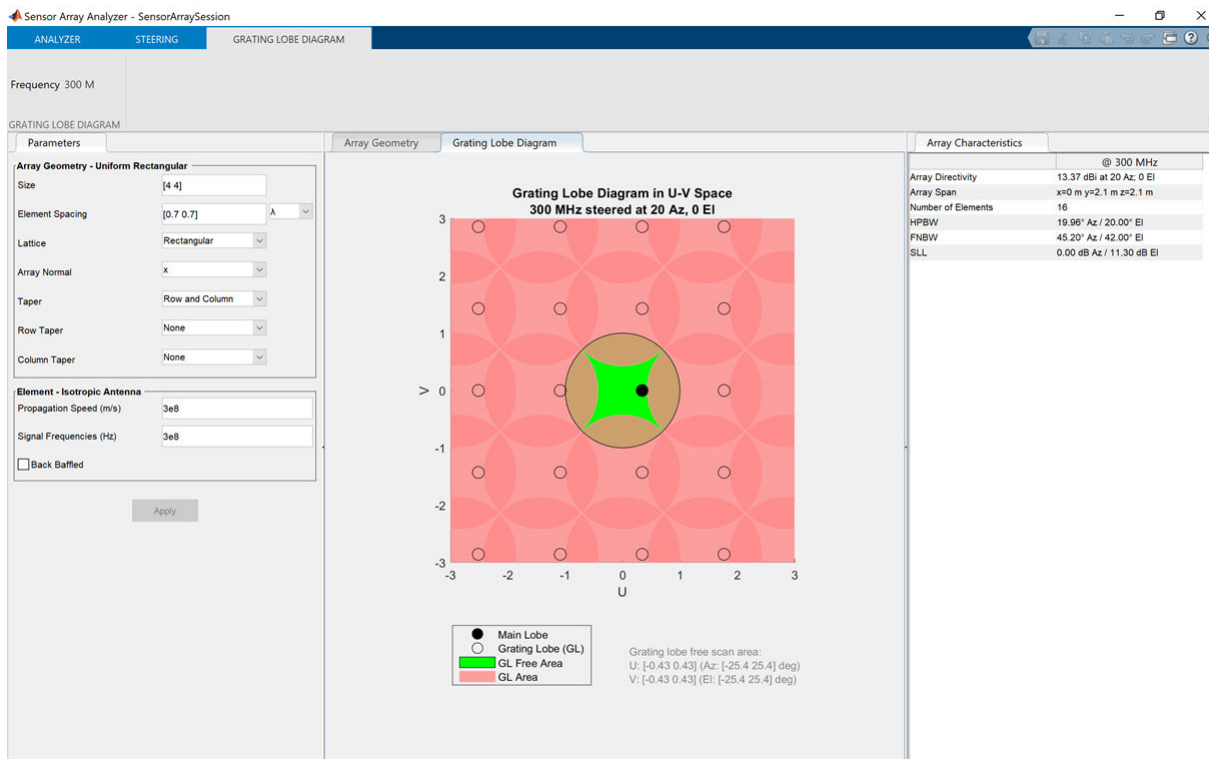 Sensor Array Analyzer - SensorArraySession
ANALYZER STEERING GRATING LOBE DIAGRAM
Frequency 300 M
GRATING LOBE DIAGRAM
Parameters
Array Geometry - Uniform Rectangular
Size [4 4]
Element Spacing [0.7 0.7] λ
Lattice Rectangular
Array Normal x
Taper Row and Column
Row Taper None
Column Taper None
Element - Isotropic Antenna
Propagation Speed (m/s) 3e8
Signal Frequencies (Hz) 3e8
Back Baffled
Apply
Array Geometry Grating Lobe Diagram
Grating Lobe Diagram in U-V Space
300 MHz steered at 20 Az, 0 El
3
2
1
V 0
-1
-2
-3
-3 -2 -1 0 1 2 3
U
Main Lobe
Grating Lobe (GL)
GL Free Area
GL Area
Grating lobe free scan area:
U: [-0.43 0.43] (Az: [-25.4 25.4] deg)
V: [-0.43 0.43] (El: [-25.4 25.4] deg)
Array Characteristics
@ 300 MHz
Array Directivity 13.37 dBi at 20 Az; 0 El
Array Span x=0 m y=2.1 m z=2.1 m
Number of Elements 16
HPBW 19.96° Az / 20.00° El
FNBW 45.20° Az / 42.00° El
SLL 0.00 dB Az / 11.30 dB El